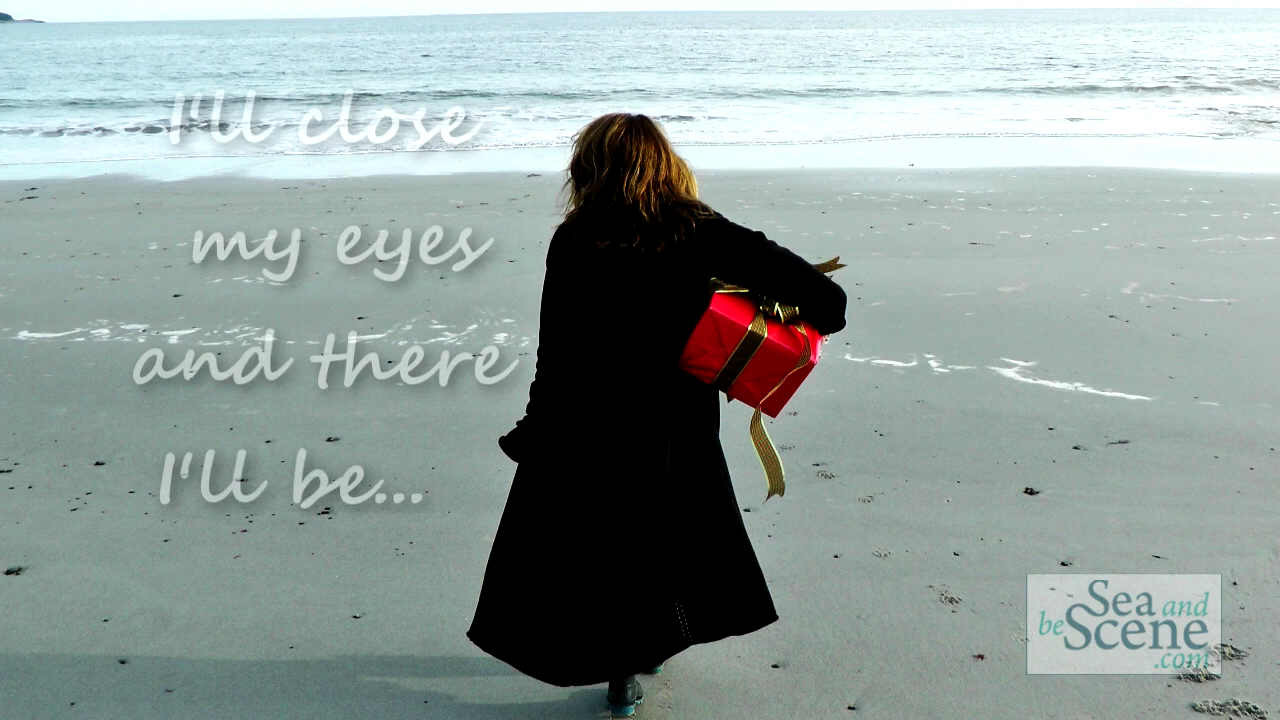 I'll close
my eyes
and there
I'll be...
Sea and
be Scene
.com